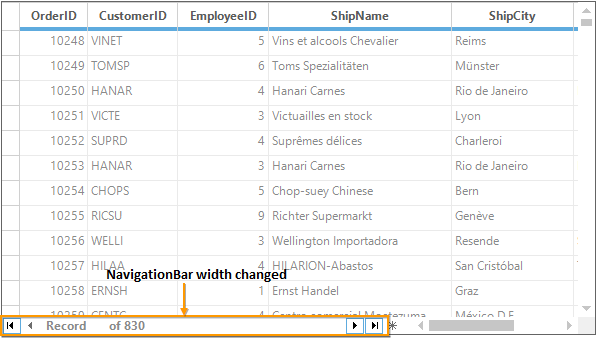 OrderID CustomerID EmployeeID ShipName ShipCity
10248 VINET 5 Vins et alcools Chevalier Reims
10249 TOMSP 6 Toms Spezialitäten Münster
10250 HANAR 4 Hanari Carnes Rio de Janeiro
10251 VICTE 3 Victuailles en stock Lyon
10252 SUPRD 4 Suprêmes délices Charleroi
10253 HANAR 3 Hanari Carnes Rio de Janeiro
10254 CHOPS 5 Chop-suey Chinese Bern
10255 RICSU 9 Richter Supermarkt Genève
10256 WELLI 3 Wellington Importadora Resende
10257 HILAA 4 HILARION-Abastos San Cristóbal
NavigationBar width changed
10258 ERNSH 1 Ernst Handel Graz
10259 CENTC 4 Centro comercial Moctezuma México D.F.
Record of 830